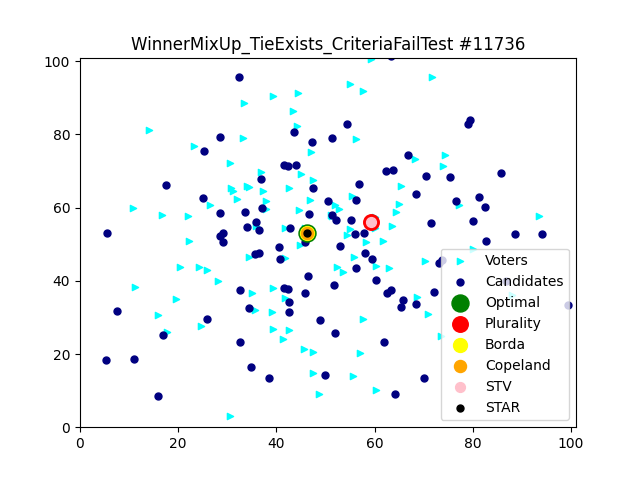 WinnerMixUp_TieExists_CriteriaFailTest #11736
100
80
60
40
20
0
0 20 40 60 80 100
Voters
Candidates
Optimal
Plurality
Borda
Copeland
STV
STAR